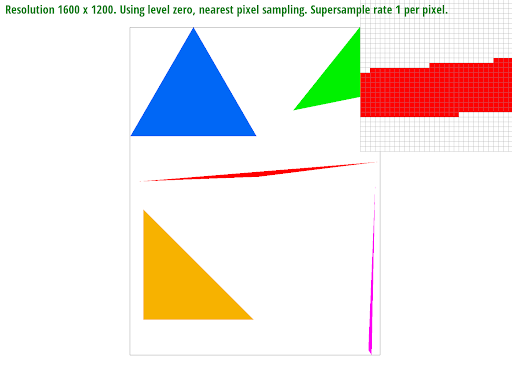 Resolution 1600 x 1200. Using level zero, nearest pixel sampling. Supersample rate 1 per pixel.